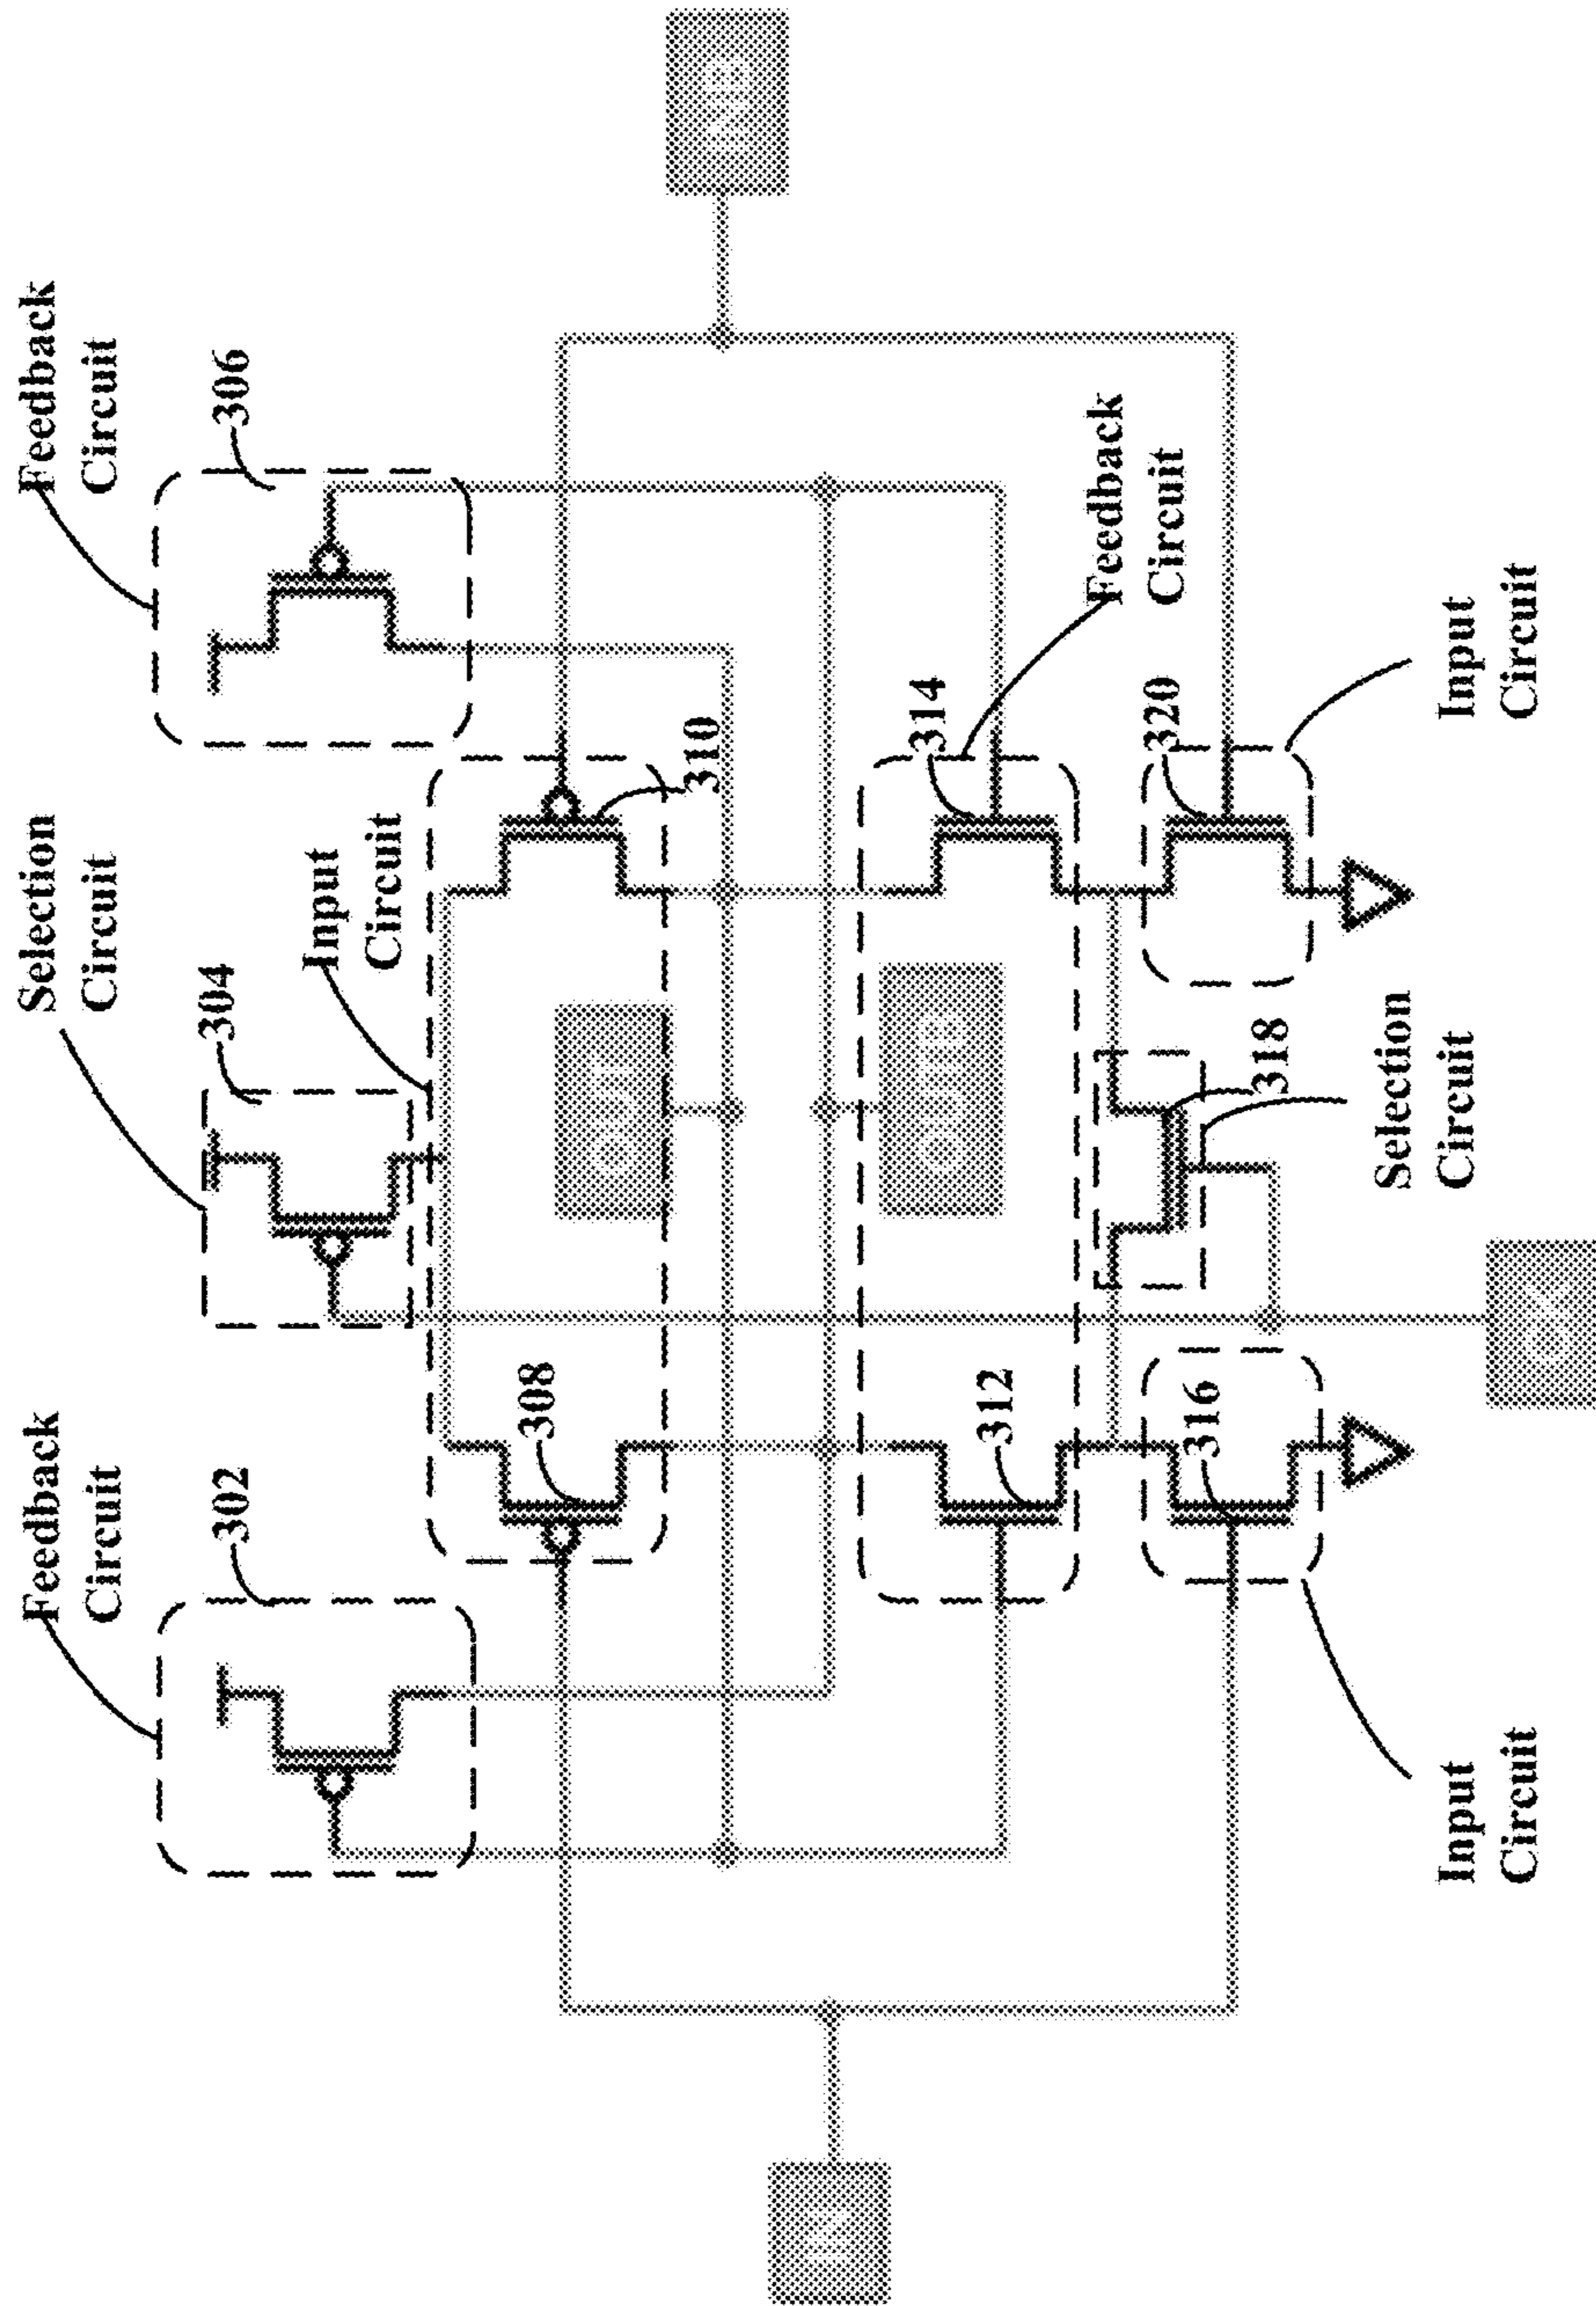 Feedback
Circuit
Selection
Circuit
Feedback
Circuit
302
304
306
Input
Circuit
308
310
312
314
Feedback
Circuit
316
318
320
Input
Circuit
Selection
Circuit
Input
Circuit